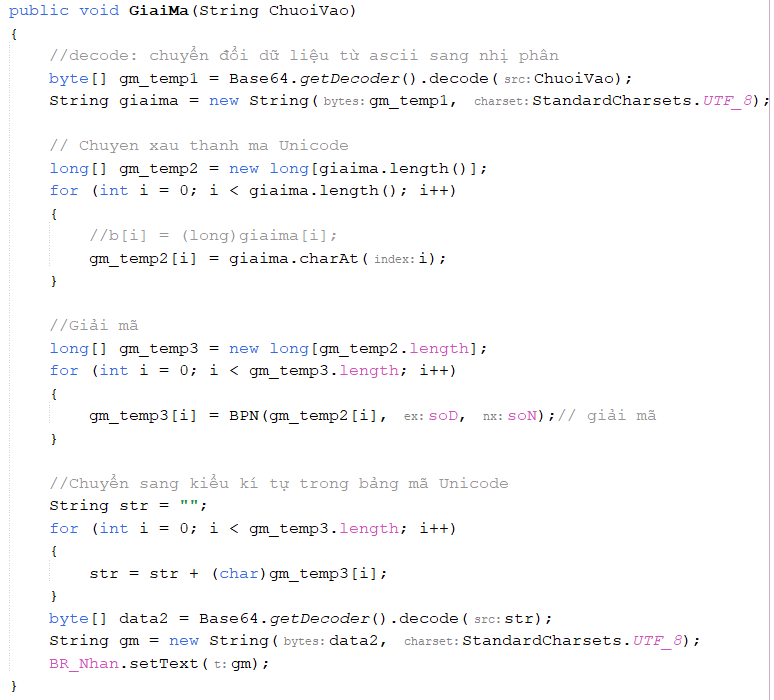 public void GiaiMa(String ChuoiVao)
{
//decode: chuyển đổi dữ liệu từ ascii sang nhị phân
byte[] gm_temp1 = Base64.getDecoder().decode( src: ChuoiVao);
String giaima = new String( bytes: gm_temp1, charset: StandardCharsets.UTF_8);
// Chuyen xau thanh ma Unicode
long[] gm_temp2 = new long[giaima.length()];
for (int i = 0; i < giaima.length(); i++)
{
//b[i] = (long)giaima[i];
gm_temp2[i] = giaima.charAt( index: i);
}
//Giải mã
long[] gm_temp3 = new long[gm_temp2.length];
for (int i = 0; i < gm_temp3.length; i++)
{
gm_temp3[i] = BPN(gm_temp2[i], ex: soD, nx: soN);// giải mã
}
//Chuyển sang kiểu kí tự trong bảng mã Unicode
String str = "";
for (int i = 0; i < gm_temp3.length; i++)
{
str = str + (char)gm_temp3[i];
}
byte[] data2 = Base64.getDecoder().decode( src: str);
String gm = new String( bytes: data2, charset: StandardCharsets.UTF_8);
BR_Nhan.setText( t: gm);
}